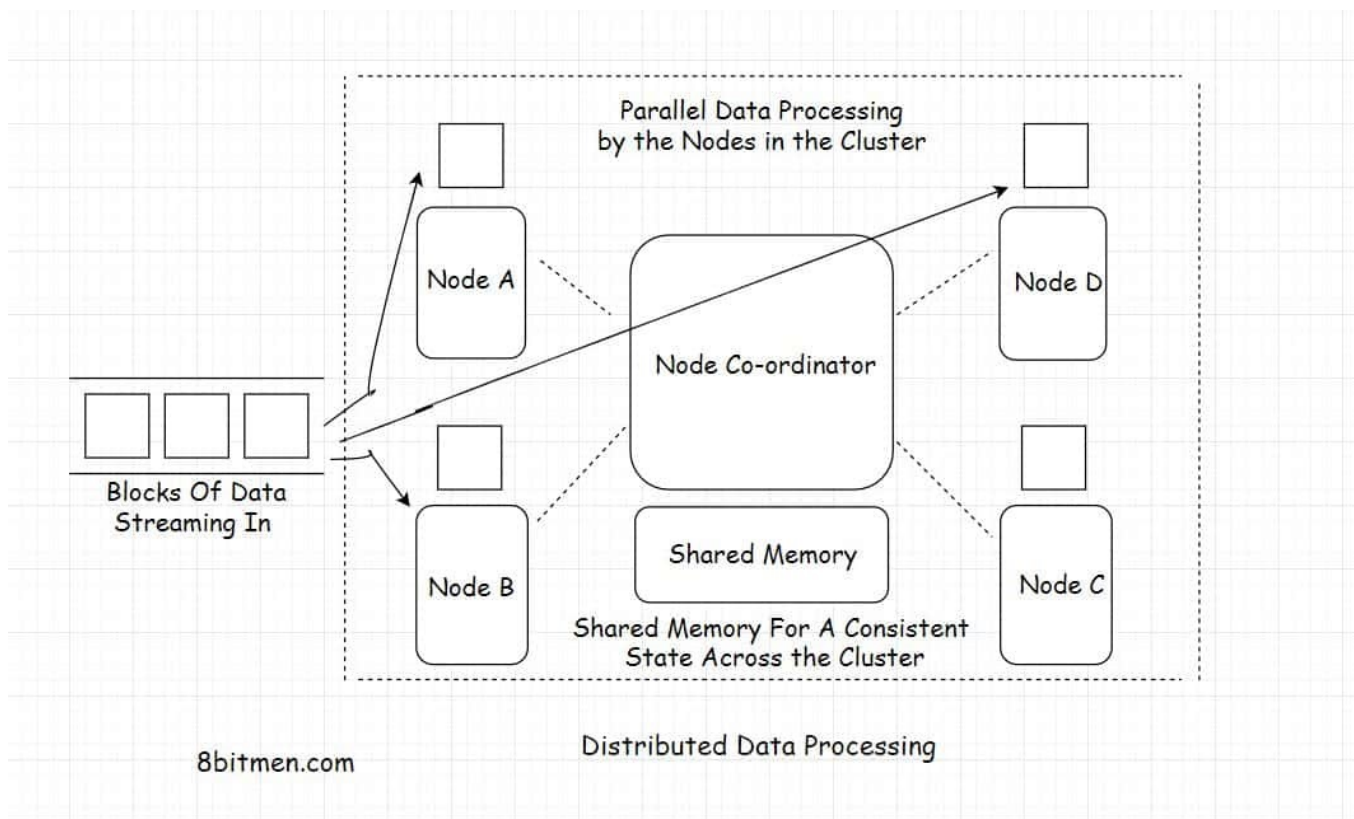 Parallel Data Processing
by the Nodes in the Cluster
Node A
Node D
Node Co-ordinator
Blocks Of Data
Streaming In
Shared Memory
Node B
Node C
Shared Memory For A Consistent
State Across the Cluster
Distributed Data Processing
8bitmen.com